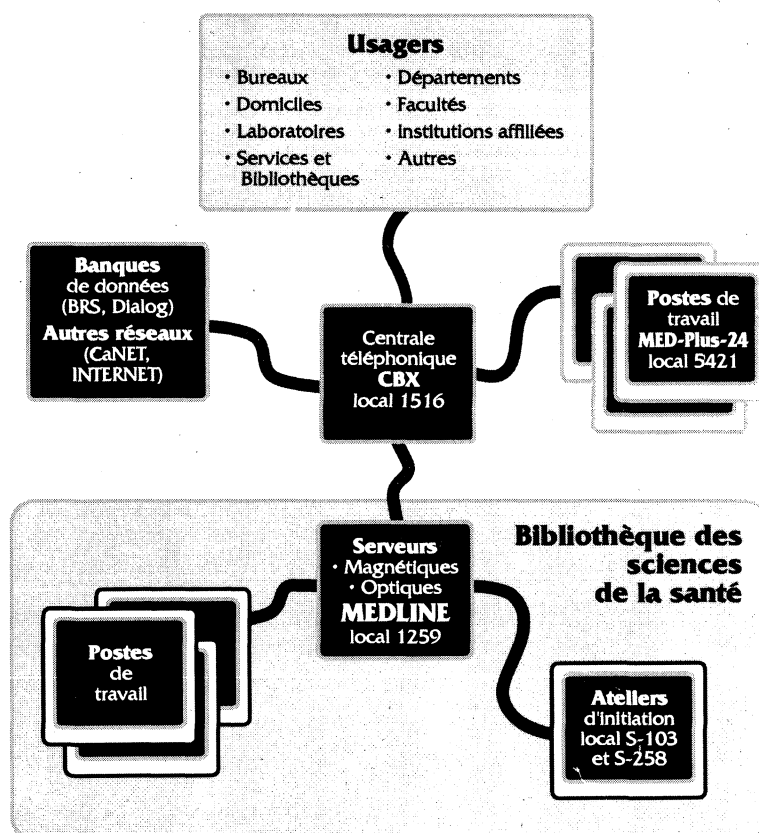 Usagers
· Bureaux
· Domiciles
· Laboratoires
· Services et
Bibliothèques
· Départements
· Facultés
· Institutions affiliées
· Autres
Banques
de données
(BRS, Dialog)
Autres réseaux
(CaNET,
INTERNET)
Centrale
téléphonique
CBX
local 1516
Postes de
travail
MED-Plus-24
local 5421
Bibliothèque des
sciences
de la santé
Serveurs
· Magnétiques
· Optiques
MEDLINE
local 1259
Postes
de
travail
Ateliers
d'initiation
local S-103
et S-258